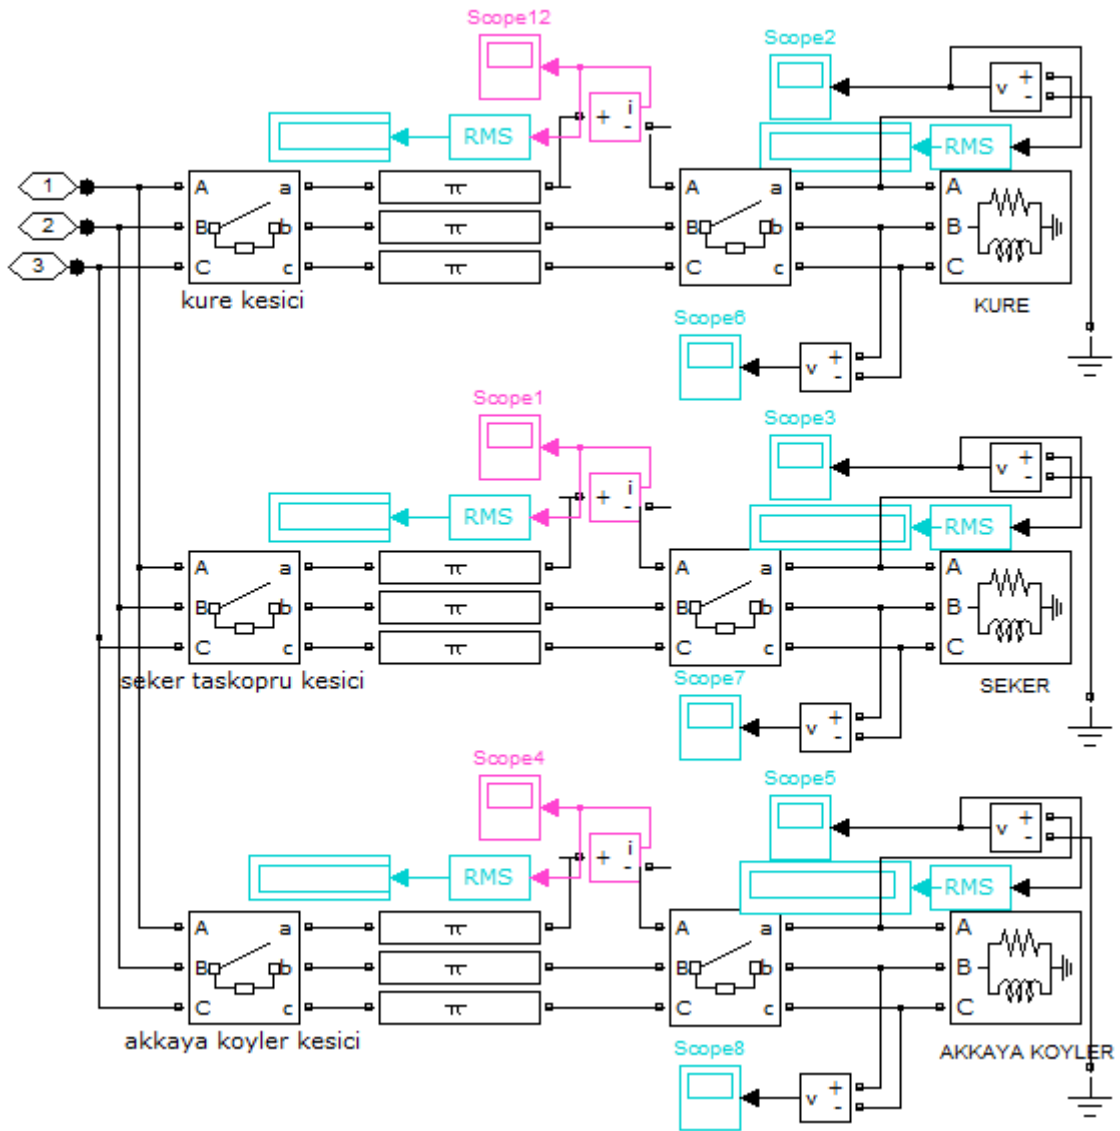 Scope12
Scope2
i
+
-
v
+
-
RMS
RMS
1
A
a
π
A
a
A
2
B
b
π
B
b
B
3
C
c
π
C
c
C
kure kesici
KURE
Scope6
v
+
-
Scope1
Scope3
i
+
-
v
+
-
RMS
RMS
A
a
π
A
a
A
B
b
π
B
b
B
C
c
π
C
c
C
seker taskopru kesici
SEKER
Scope7
v
+
-
Scope4
Scope5
i
+
-
v
+
-
RMS
RMS
A
a
π
A
a
A
B
b
π
B
b
B
C
c
π
C
c
C
akkaya koyler kesici
AKKAYA KOYLER
Scope8
v
+
-